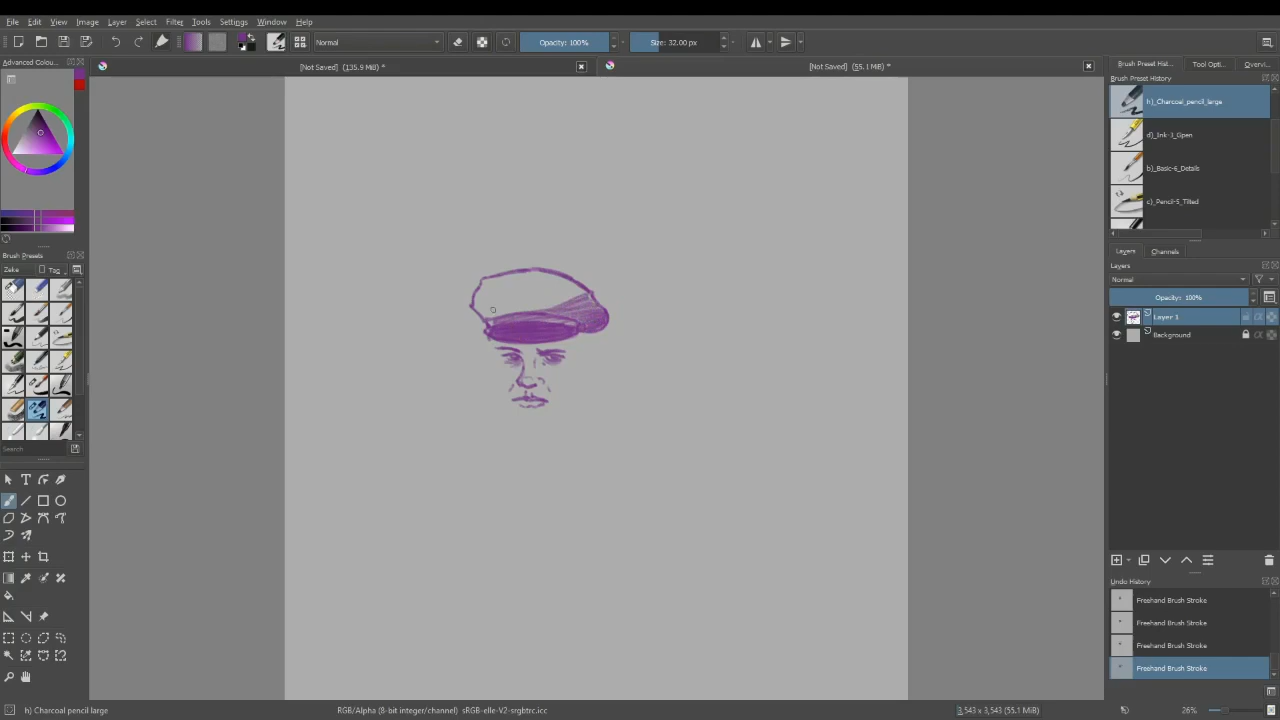 File Edit View Image Layer Select Filter Tools Settings Window Help
Normal
Opacity: 100%
Size: 32.00 px
Advanced Colou...
[Not Saved] (135.9 MiB) *
[Not Saved] (55.1 MiB) *
Brush Preset Hist...
Tool Opti...
Overvi...
Brush Preset History
h)_Charcoal_pencil_large
d)_Ink-3_Gpen
b)_Basic-6_Details
c)_Pencil-5_Tilted
Layers
Channels
Layers
Normal
Opacity: 100%
Layer 1
Background
Brush Presets
Zeke
Tag
Search
Undo History
Freehand Brush Stroke
Freehand Brush Stroke
Freehand Brush Stroke
Freehand Brush Stroke
h) Charcoal pencil large
RGB/Alpha (8-bit integer/channel) sRGB-elle-V2-srgbtrc.icc
3,543 x 3,543 (55.1 MiB)
26%